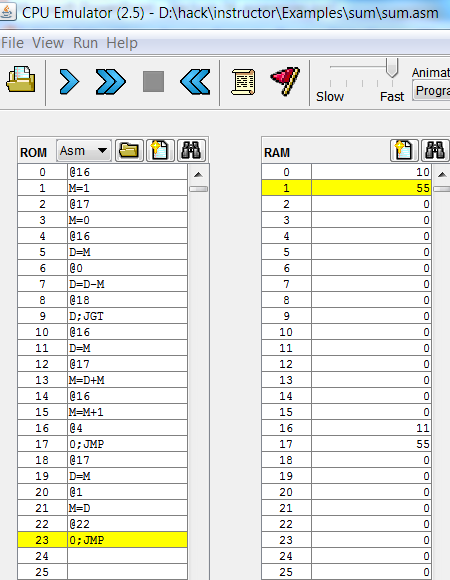 CPU Emulator (2.5) - D:\hack\instructor\Examples\sum\sum.asm
File View Run Help
Animat
Slow Fast Progra
ROM Asm RAM
0 @16 0 10
1 M=1 1 55
2 @17 2 0
3 M=0 3 0
4 @16 4 0
5 D=M 5 0
6 @0 6 0
7 D=D-M 7 0
8 @18 8 0
9 D;JGT 9 0
10 @16 10 0
11 D=M 11 0
12 @17 12 0
13 M=D+M 13 0
14 @16 14 0
15 M=M+1 15 0
16 @4 16 11
17 0;JMP 17 55
18 @17 18 0
19 D=M 19 0
20 @1 20 0
21 M=D 21 0
22 @22 22 0
23 0;JMP 23 0
24 24 0
25 25 0